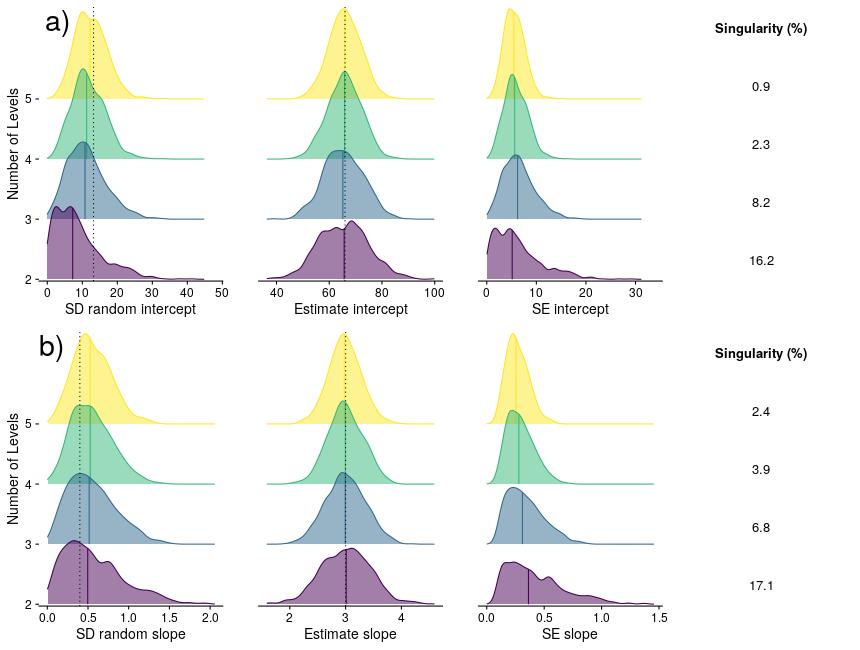 a)
Singularity (%)
Number of Levels
5
4
3
2
0.9
2.3
8.2
16.2
0 10 20 30 40 50
40 60 80 100
0 10 20 30
SD random intercept
Estimate intercept
SE intercept
b)
Singularity (%)
Number of Levels
5
4
3
2
2.4
3.9
6.8
17.1
0.0 0.5 1.0 1.5 2.0
2 3 4
0.0 0.5 1.0 1.5
SD random slope
Estimate slope
SE slope